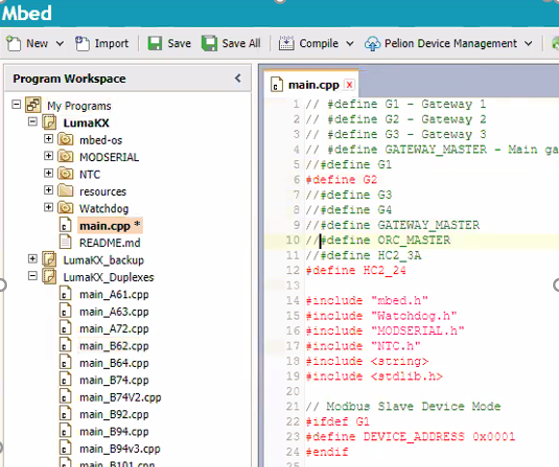 Mbed
New Import Save Save All Compile Pelion Device Management
Program Workspace
My Programs
LumaKX
mbed-os
MODSERIAL
NTC
resources
Watchdog
main.cpp *
README.md
LumaKX_backup
LumaKX_Duplexes
main_A61.cpp
main_A63.cpp
main_A72.cpp
main_B62.cpp
main_B64.cpp
main_B74.cpp
main_B74V2.cpp
main_B92.cpp
main_B94.cpp
main_B94v3.cpp
main_B101.cpp
main.cpp x
1 // #define G1 - Gateway 1
2 // #define G2 - Gateway 2
3 // #define G3 - Gateway 3
4 // #define GATEWAY_MASTER - Main ga
5 //#define G1
6 #define G2
7 //#define G3
8 //#define G4
9 //#define GATEWAY_MASTER
10 //#define ORC_MASTER
11 //#define HC2_3A
12 #define HC2_24
13
14 #include "mbed.h"
15 #include "Watchdog.h"
16 #include "MODSERIAL.h"
17 #include "NTC.h"
18 #include <string>
19 #include <stdlib.h>
20
21 // Modbus Slave Device Mode
22 #ifdef G1
23 #define DEVICE_ADDRESS 0x0001
24 #endif
25